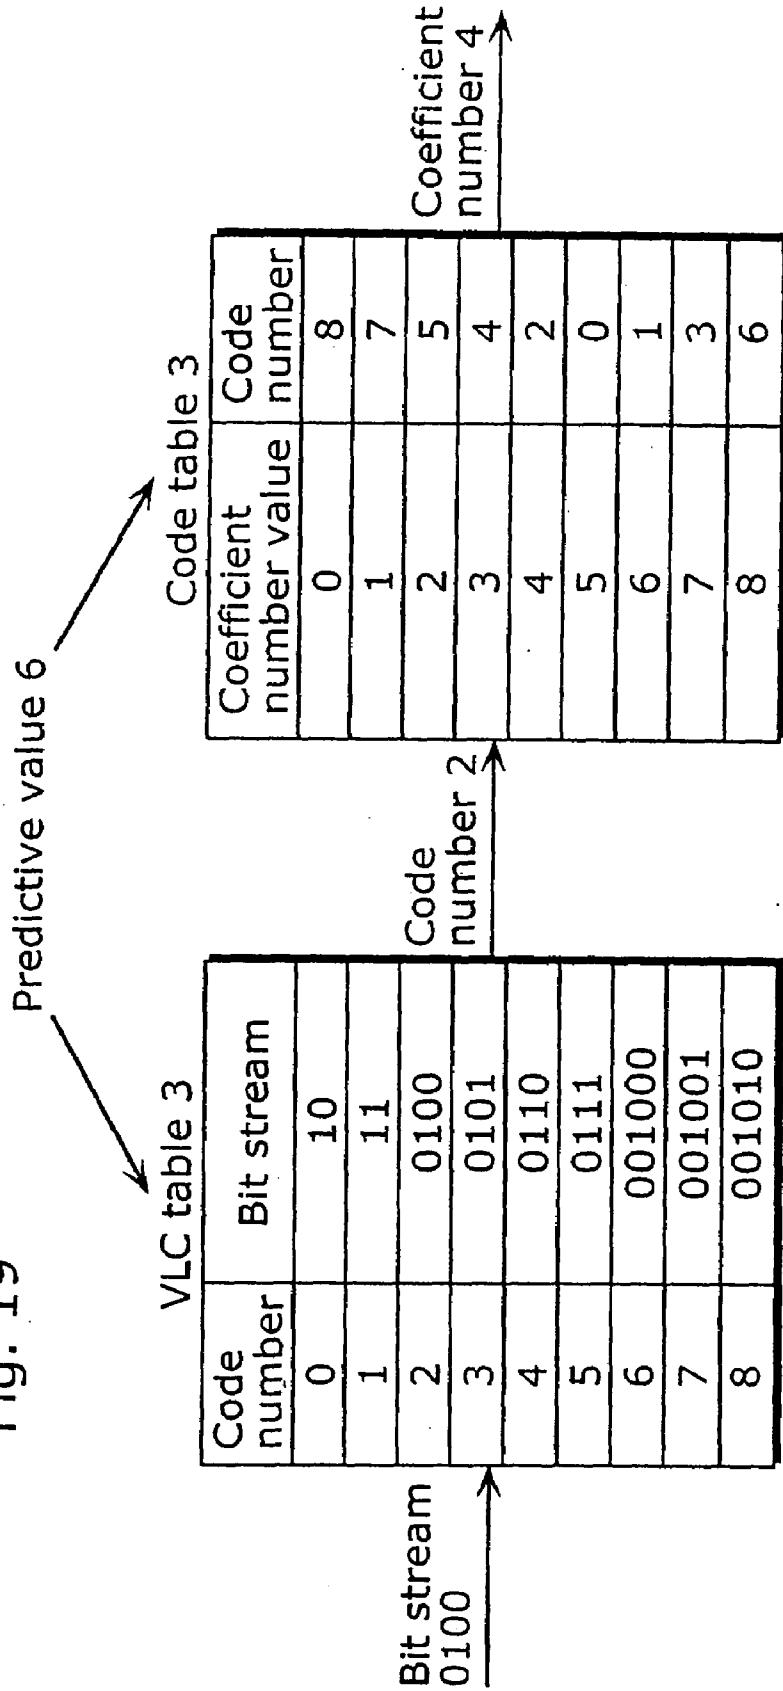 Fig. 19
Predictive value 6
VLC table 3
Code number Bit stream
0 10
1 11
2 0100
3 0101
4 0110
5 0111
6 001000
7 001001
8 001010
Bit stream
0100
Code
number 2
Code table 3
Coefficient number value Code number
0 8
1 7
2 5
3 4
4 2
5 0
6 1
7 3
8 6
Coefficient
number 4